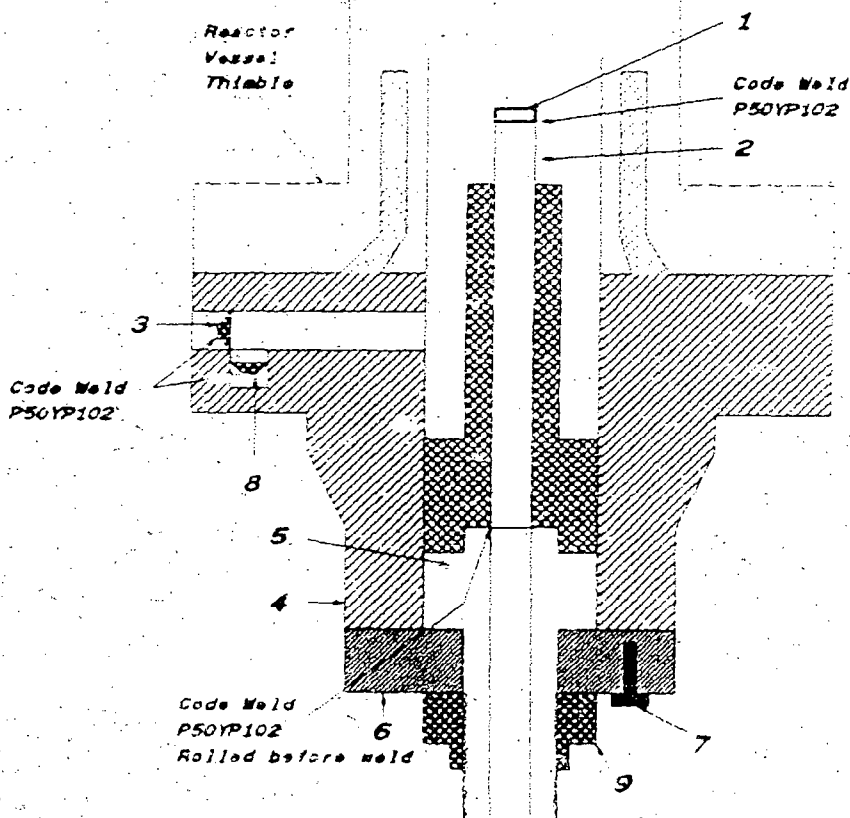 Reactor
Vessel
Thimble
1
Code Weld
P50YP102
2
3
Code Weld
P50YP102
8
5
4
Code Weld
P50YP102
Rolled before weld
6
7
9